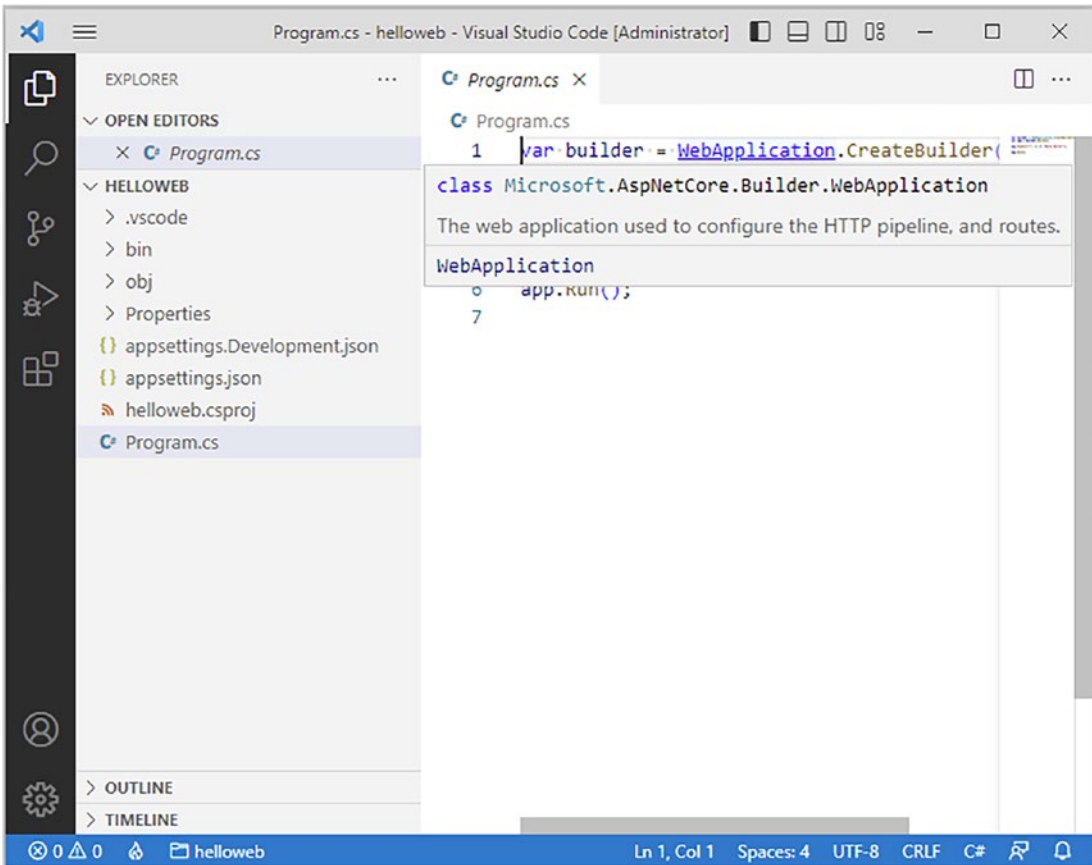 Program.cs - helloweb - Visual Studio Code [Administrator]
EXPLORER
OPEN EDITORS
Program.cs
HELLOWEB
.vscode
bin
obj
Properties
appsettings.Development.json
appsettings.json
helloweb.csproj
Program.cs
OUTLINE
TIMELINE
Program.cs
Program.cs
1 var builder = WebApplication.CreateBuilder(
class Microsoft.AspNetCore.Builder.WebApplication
The web application used to configure the HTTP pipeline, and routes.
WebApplication
6 app.Run();
7
0 0 helloweb Ln 1, Col 1 Spaces: 4 UTF-8 CRLF C#